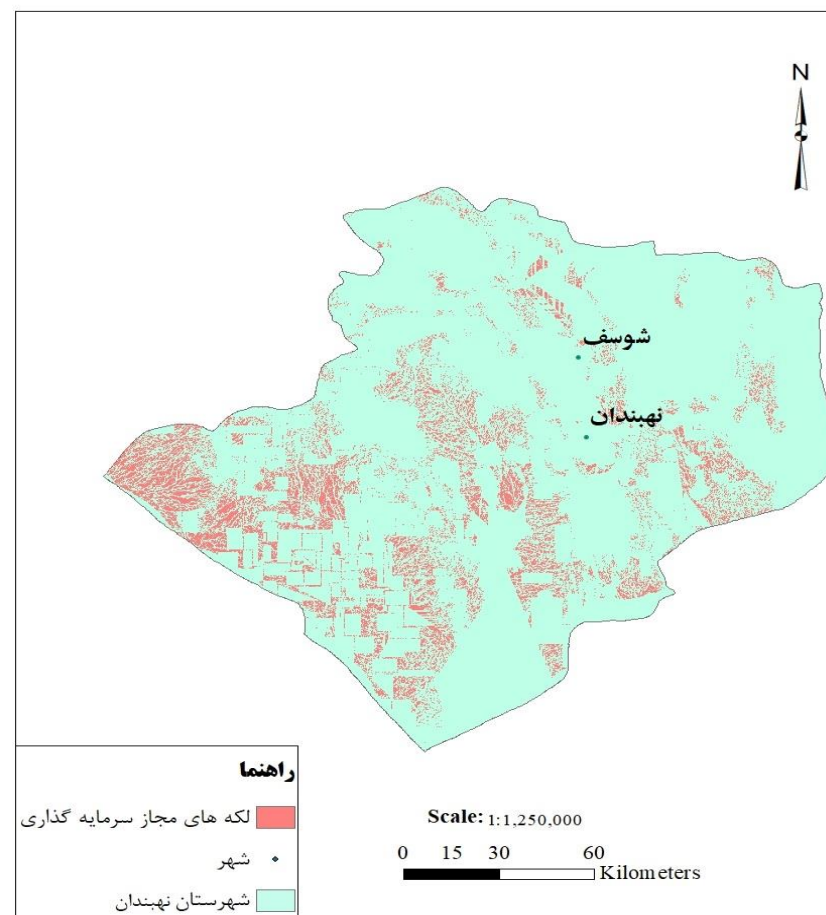 N
شوسف
نهبندان
راهنما
لکه های مجاز سرمایه گذاری
شهر
شهرستان نهبندان
Scale: 1:1,250,000
0 15 30 60
Kilometers